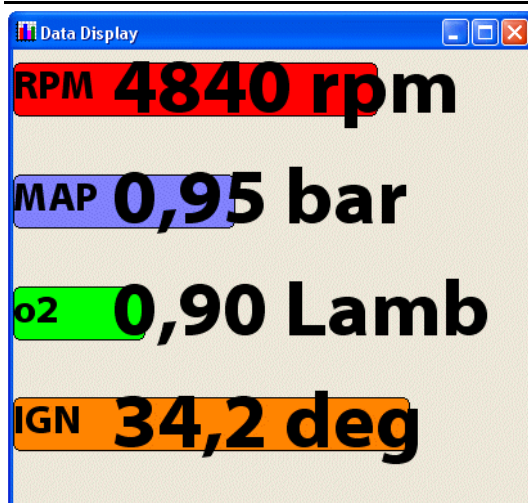 Data Display
RPM 4840 rpm
MAP 0,95 bar
o2 0,90 Lamb
IGN 34,2 deg